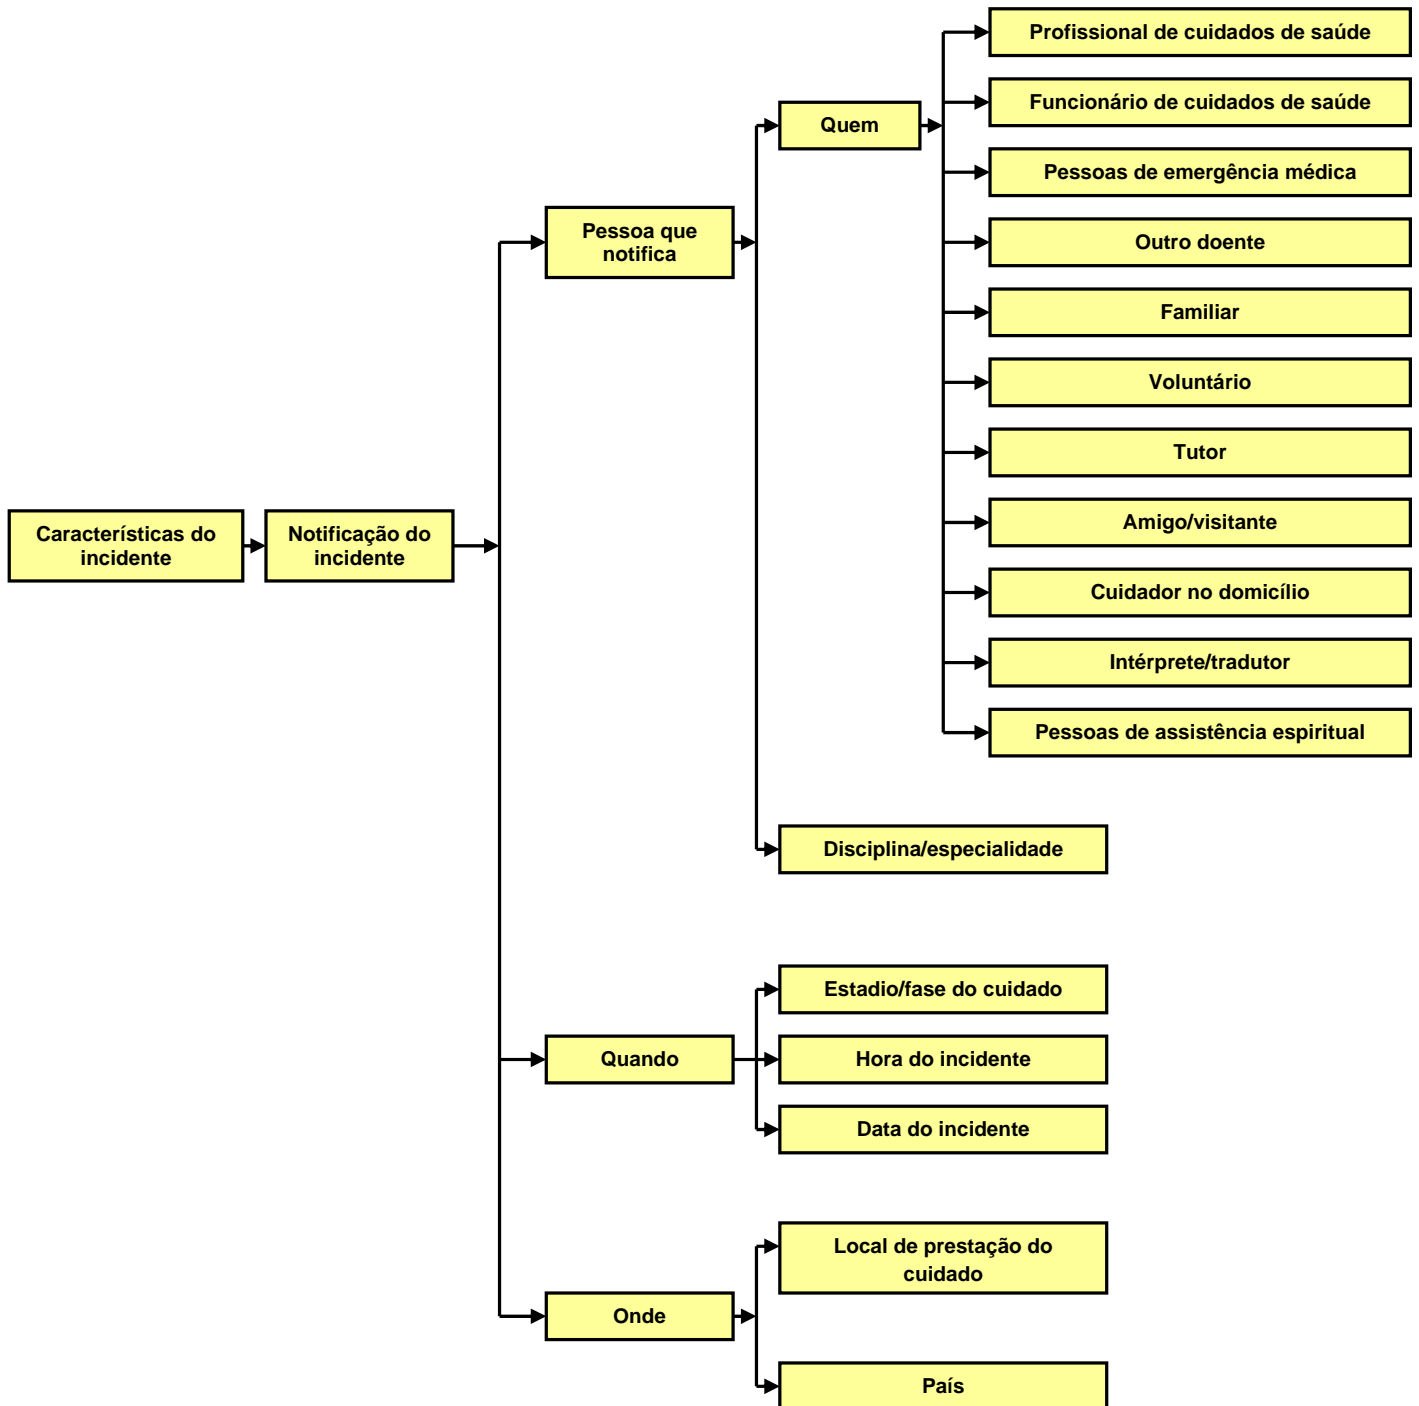 Características do
incidente
Notificação do
incidente
Pessoa que
notifica
Quem
Profissional de cuidados de saúde
Funcionário de cuidados de saúde
Pessoas de emergência médica
Outro doente
Familiar
Voluntário
Tutor
Amigo/visitante
Cuidador no domicílio
Intérprete/tradutor
Pessoas de assistência espiritual
Disciplina/especialidade
Quando
Estadio/fase do cuidado
Hora do incidente
Data do incidente
Onde
Local de prestação do
cuidado
País